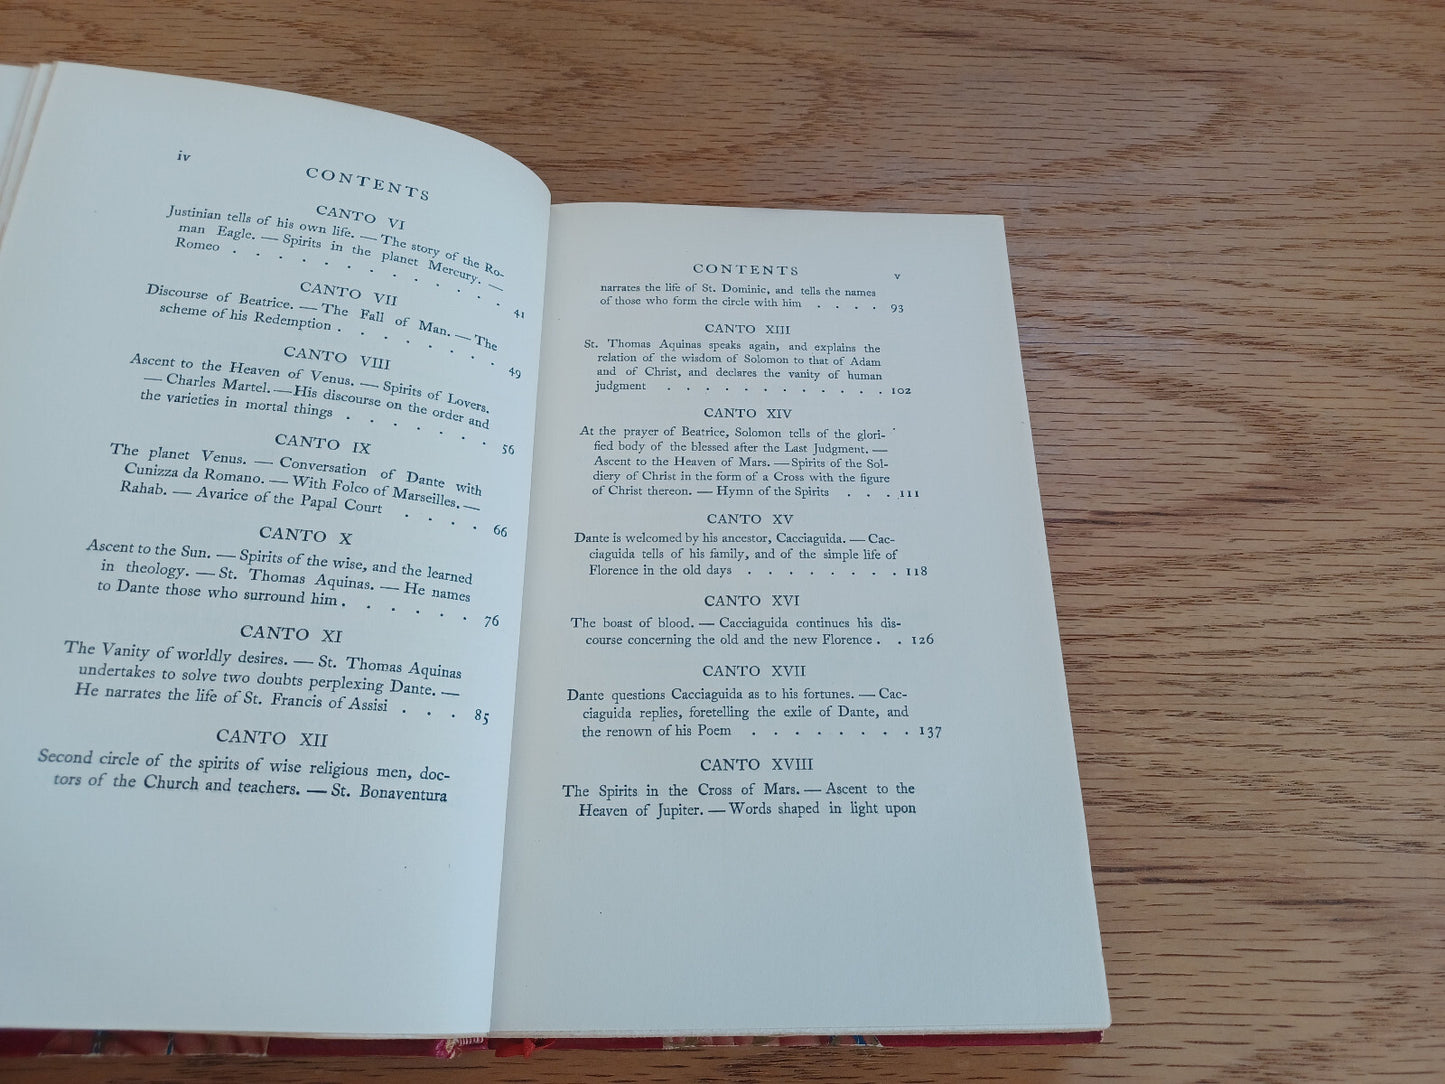 iv
CONTENTS
CANTO VI
Justinian tells of his own life. — The story of the Ro-
man Eagle. — Spirits in the planet Mercury. —
Romeo . . . . . . . . . . . . 41
CANTO VII
Discourse of Beatrice. — The Fall of Man. — The
scheme of his Redemption . . . . . . . 49
CANTO VIII
Ascent to the Heaven of Venus. — Spirits of Lovers.
— Charles Martel. — His discourse on the order and
the varieties in mortal things . . . . . . . 56
CANTO IX
The planet Venus. — Conversation of Dante with
Cunizza da Romano. — With Folco of Marseilles. —
Rahab. — Avarice of the Papal Court . . . . 66
CANTO X
Ascent to the Sun. — Spirits of the wise, and the learned
in theology. — St. Thomas Aquinas. — He names
to Dante those who surround him . . . . . . 76
CANTO XI
The Vanity of worldly desires. — St. Thomas Aquinas
undertakes to solve two doubts perplexing Dante. —
He narrates the life of St. Francis of Assisi . . . 85
CANTO XII
Second circle of the spirits of wise religious men, doc-
tors of the Church and teachers. — St. Bonaventura
CONTENTS v
narrates the life of St. Dominic, and tells the names
of those who form the circle with him . . . . 93
CANTO XIII
St. Thomas Aquinas speaks again, and explains the
relation of the wisdom of Solomon to that of Adam
and of Christ, and declares the vanity of human
judgment . . . . . . . . . . . . 102
CANTO XIV
At the prayer of Beatrice, Solomon tells of the glori-
fied body of the blessed after the Last Judgment. —
Ascent to the Heaven of Mars. — Spirits of the Sol-
diery of Christ in the form of a Cross with the figure
of Christ thereon. — Hymn of the Spirits . . . . 111
CANTO XV
Dante is welcomed by his ancestor, Cacciaguida. — Cac-
ciaguida tells of his family, and of the simple life of
Florence in the old days . . . . . . . . 118
CANTO XVI
The boast of blood. — Cacciaguida continues his dis-
course concerning the old and the new Florence . . 126
CANTO XVII
Dante questions Cacciaguida as to his fortunes. — Cac-
ciaguida replies, foretelling the exile of Dante, and
the renown of his Poem . . . . . . . . 137
CANTO XVIII
The Spirits in the Cross of Mars. — Ascent to the
Heaven of Jupiter. — Words shaped in light upon